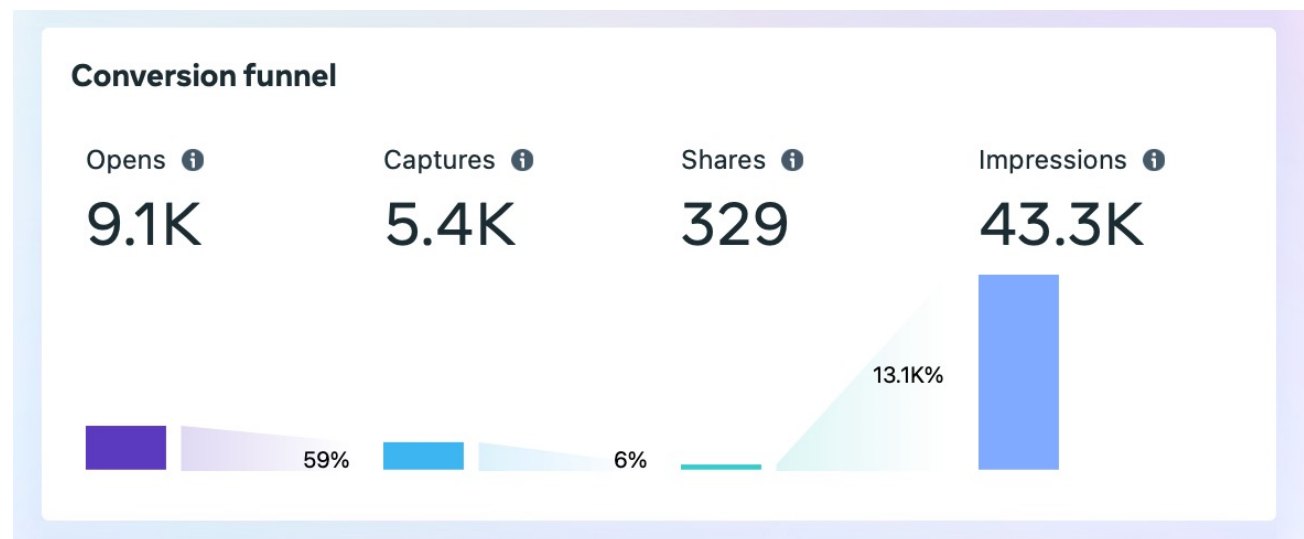 Conversion funnel
Opens Captures Shares Impressions
9.1K 5.4K 329 43.3K
13.1K%
59% 6%